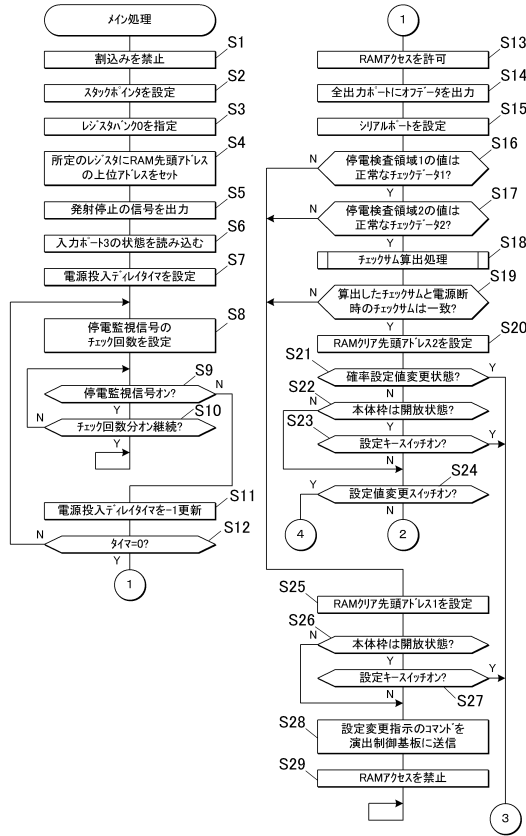 メイン処理
S1
割込みを禁止
S2
スタックポインタを設定
S3
レジスタバンク0を指定
S4
所定のレジスタにRAM先頭アドレス
の上位アドレスをセット
S5
発射停止の信号を出力
S6
入力ポート3の状態を読み込む
S7
電源投入ディレイタイマを設定
S8
停電監視信号の
チェック回数を設定
S9
停電監視信号オン?
N
Y
S10
チェック回数分オン継続?
N
Y
S11
電源投入ディレイタイマを-1更新
S12
タイマ=0?
N
Y
1
1
S13
RAMアクセスを許可
S14
全出力ポートにオフデータを出力
S15
シリアルポートを設定
S16
停電検査領域1の値は
正常なチェックデータ1?
N
Y
S17
停電検査領域2の値は
正常なチェックデータ2?
N
Y
S18
チェックサム算出処理
S19
算出したチェックサムと電源断
時のチェックサムは一致?
N
Y
S20
RAMクリア先頭アドレス2を設定
S21
確率設定値変更状態?
Y
N
S22
本体枠は開放状態?
N
Y
S23
設定キースイッチオン?
Y
N
S24
設定値変更スイッチオン?
Y
N
4
2
S25
RAMクリア先頭アドレス1を設定
S26
本体枠は開放状態?
N
Y
設定キースイッチオン?
Y
N
S27
S28
設定変更指示のコマンドを
演出制御基板に送信
S29
RAMアクセスを禁止
3